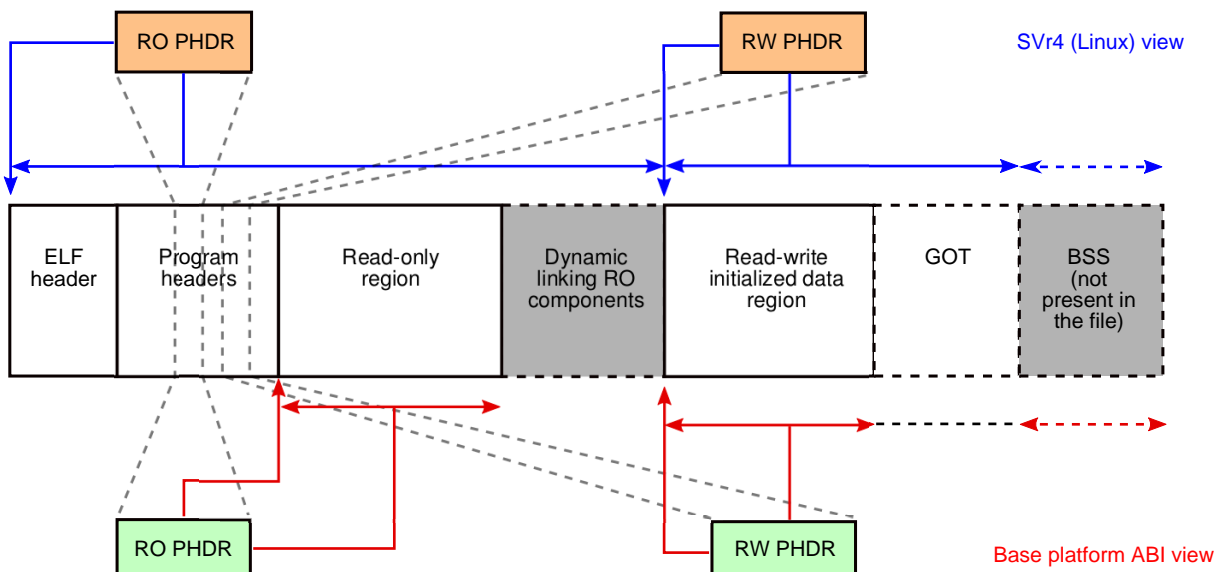 RO PHDR
RW PHDR
SVr4 (Linux) view
ELF
header
Program
headers
Read-only
region
Dynamic
linking RO
components
Read-write
initialized data
region
GOT
BSS
(not
present in
the file)
RO PHDR
RW PHDR
Base platform ABI view